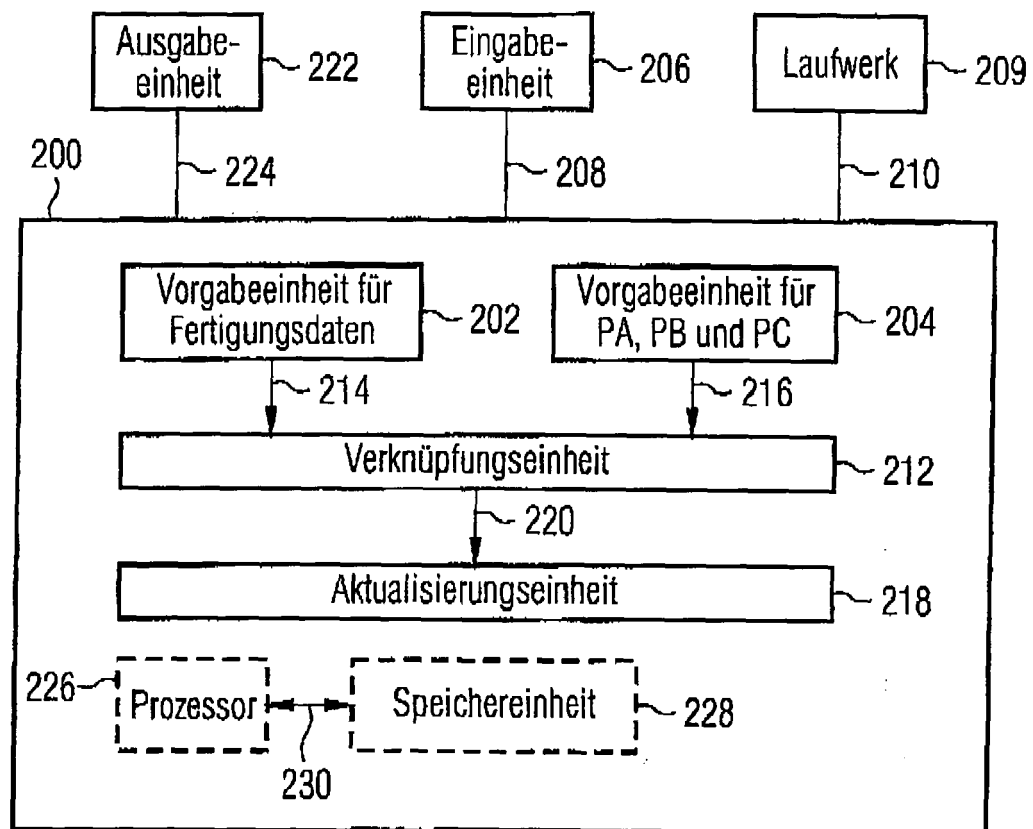 Ausgabe-
einheit
222
Eingabe-
einheit
206
Laufwerk
209
200
224
208
210
Vorgabeeinheit für
Fertigungsdaten
202
Vorgabeeinheit für
PA, PB und PC
204
214
216
Verknüpfungseinheit
212
220
Aktualisierungseinheit
218
226
Prozessor
230
Speichereinheit
228